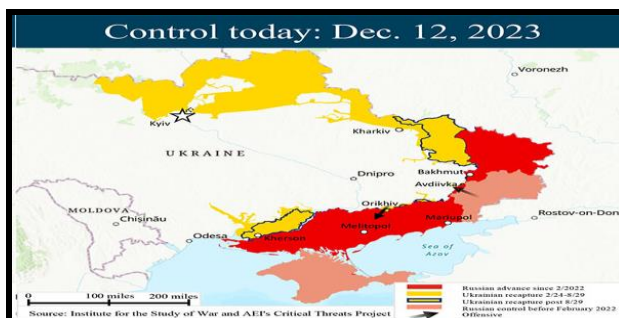 Control today: Dec. 12, 2023
Voronezh
Kyiv
Kharkiv
UKRAINE
Bakhmut
Dnipro
Avdiivka
Orikhiv
MOLDOVA
Chișinău
Melitopol
Mariupol
Rostov-on-Don
Odesa
Kherson
Sea of
Azov
0 100 miles 200 miles
Russian advance since 2/2022
Ukrainian recapture 2/24-8/29
Ukrainian recapture post 8/29
Russian control before February 2022
Offensive
Source: Institute for the Study of War and AEI's Critical Threats Project